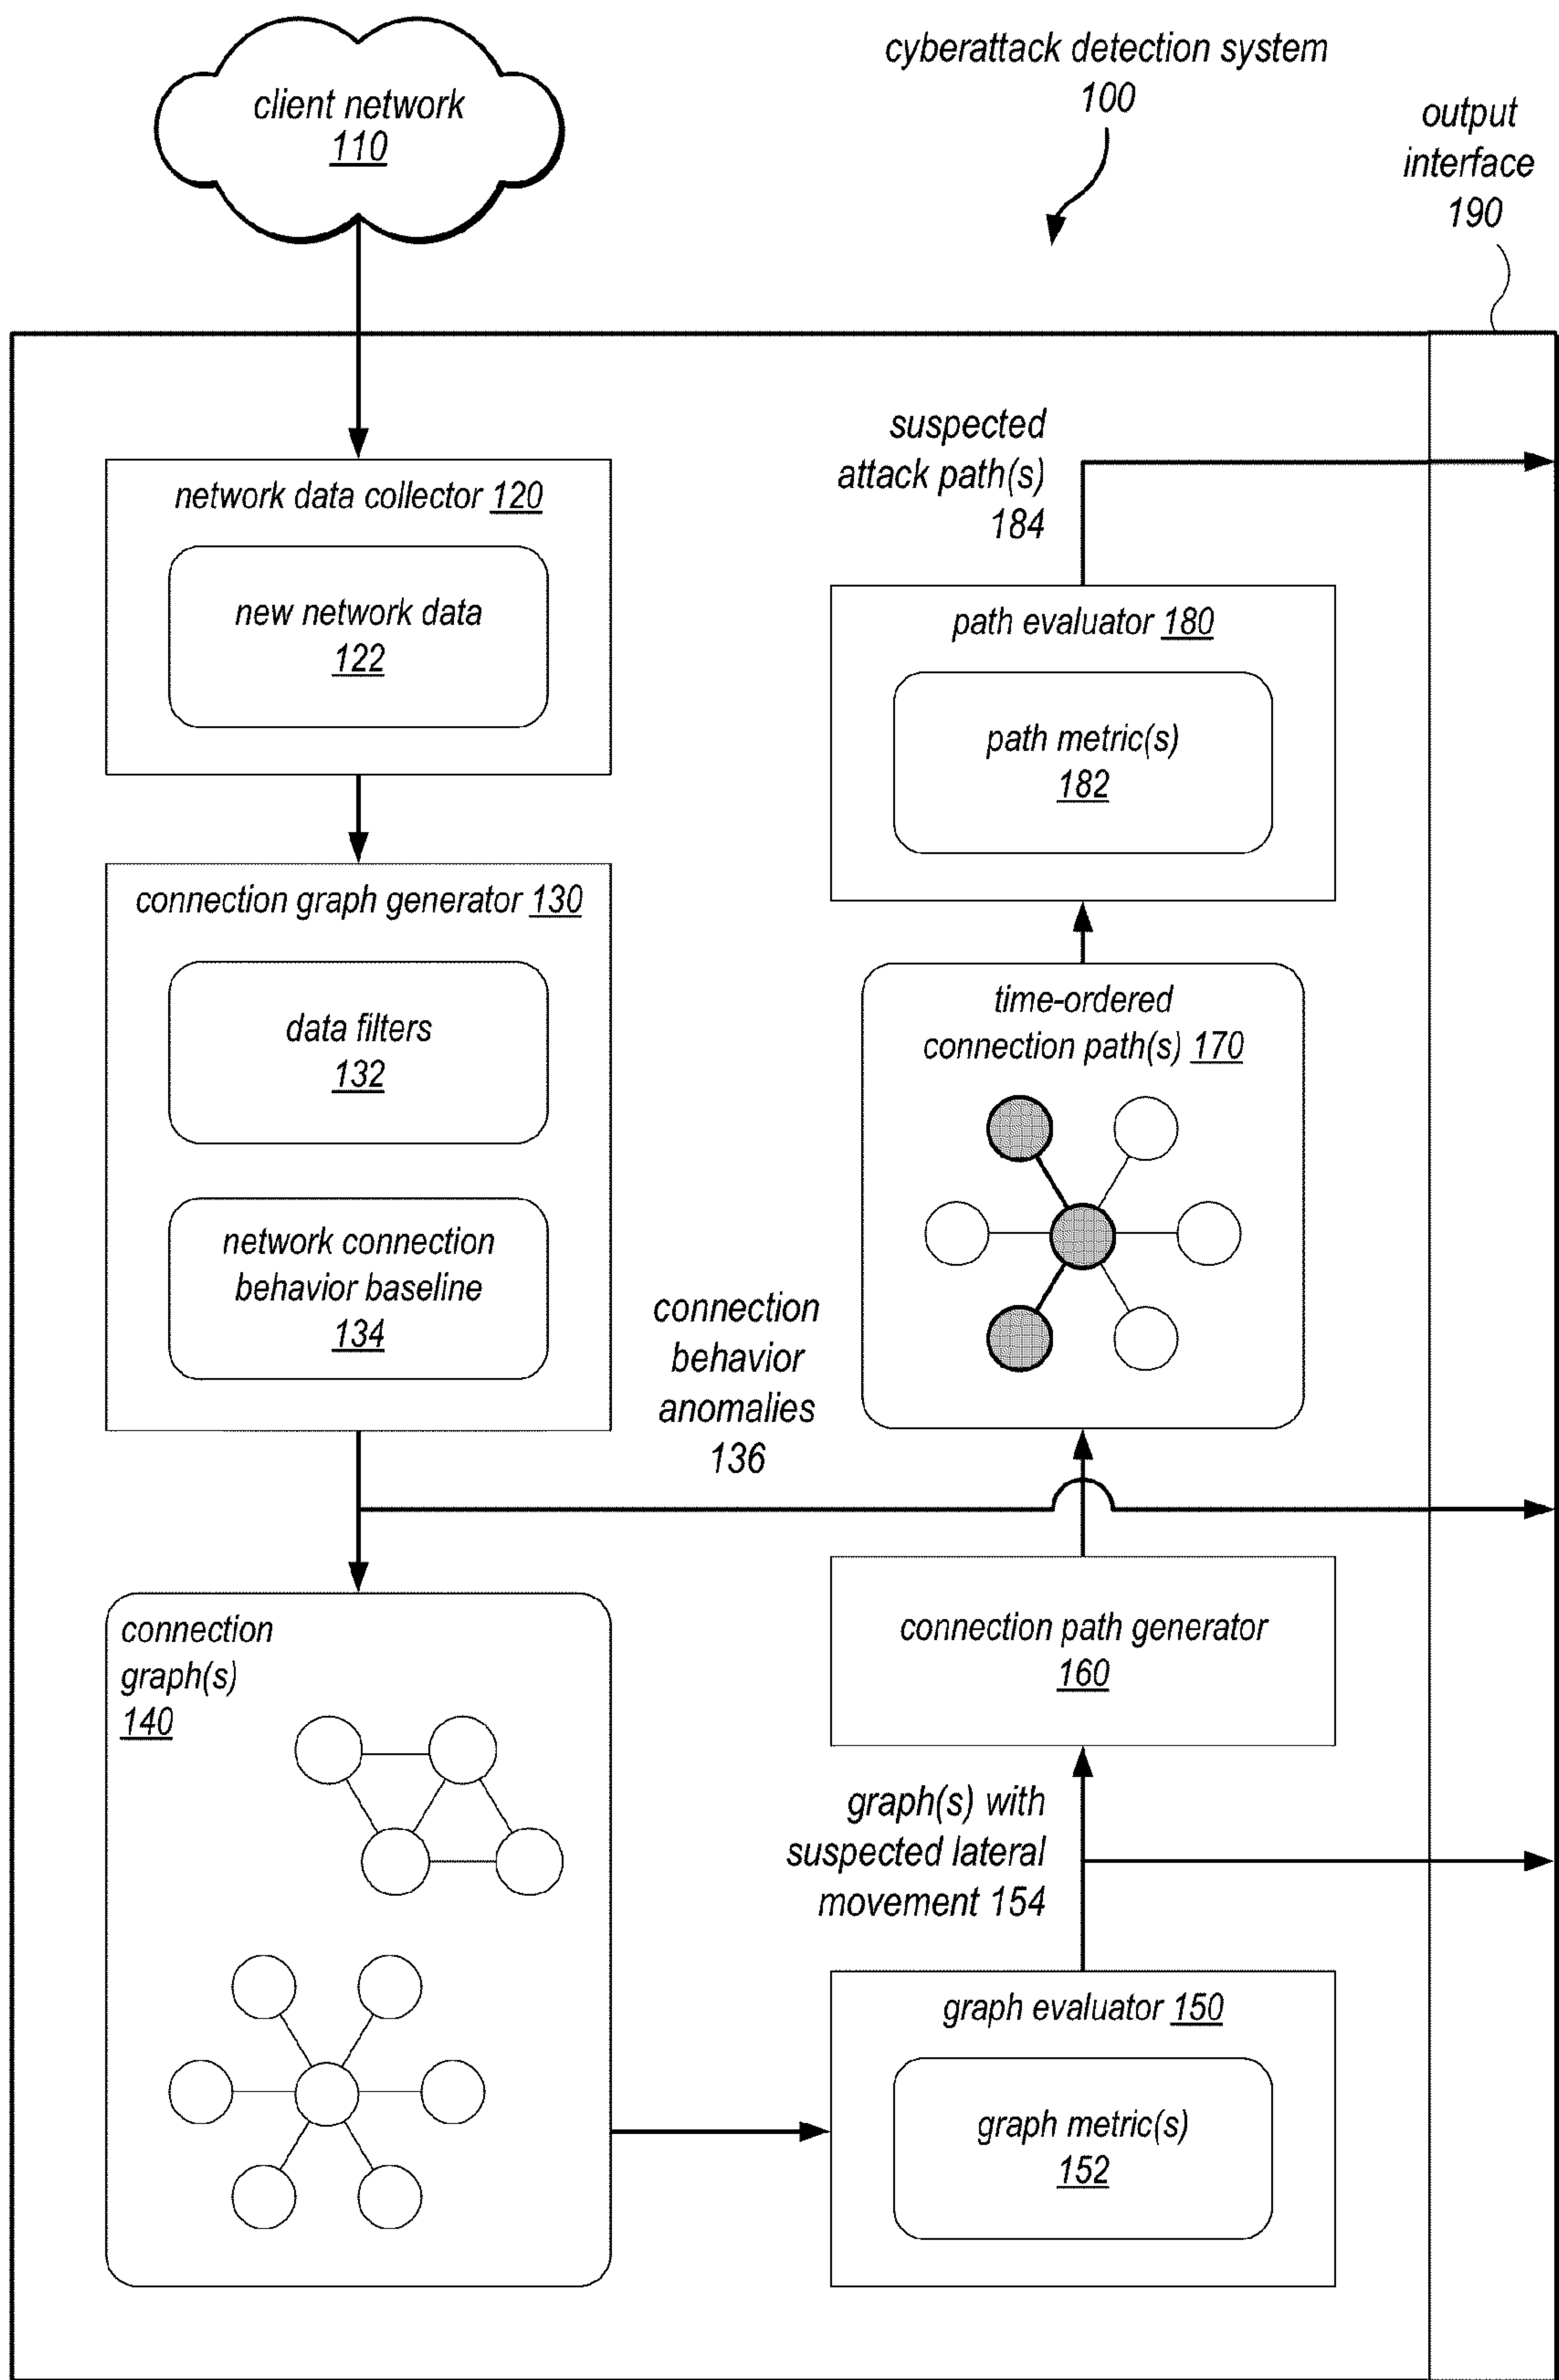 client network
110
cyberattack detection system
100
output
interface
190
network data collector 120
new network data
122
connection graph generator 130
data filters
132
network connection
behavior baseline
134
connection
behavior
anomalies
136
connection
graph(s)
140
suspected
attack path(s)
184
path evaluator 180
path metric(s)
182
time-ordered
connection path(s) 170
connection path generator
160
graph(s) with
suspected lateral
movement 154
graph evaluator 150
graph metric(s)
152